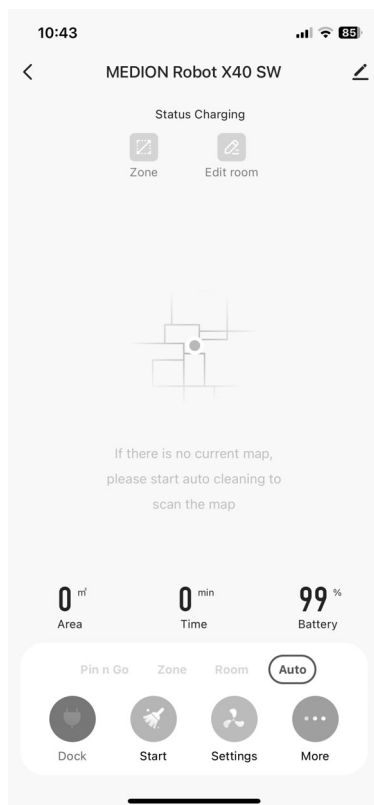 10:43
85
MEDION Robot X40 SW
Status Charging
Zone
Edit room
If there is no current map,
please start auto cleaning to
scan the map
0 ㎡
0 min
99 %
Area
Time
Battery
Pin n Go
Zone
Room
Auto
Dock
Start
Settings
More